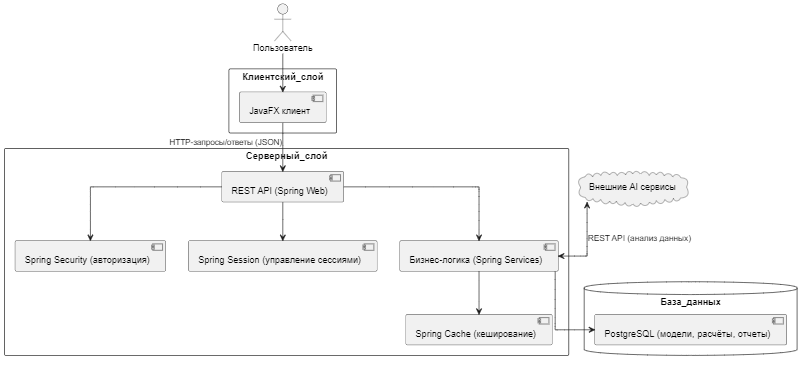 Пользователь
Клиентский_слой
JavaFX клиент
HTTP-запросы/ответы (JSON)
Серверный_слой
REST API (Spring Web)
Внешние AI сервисы
REST API (анализ данных)
Spring Security (авторизация)
Spring Session (управление сессиями)
Бизнес-логика (Spring Services)
База_данных
Spring Cache (кеширование)
PostgreSQL (модели, расчёты, отчеты)